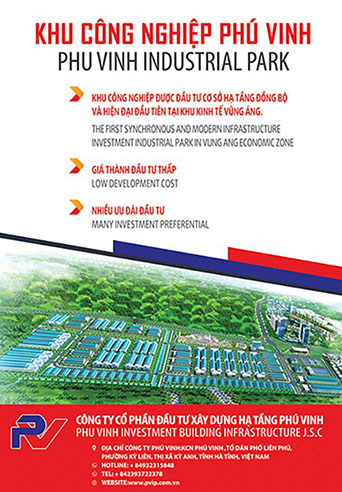 KHU CÔNG NGHIỆP PHÚ VINH
PHU VINH INDUSTRIAL PARK
KHU CÔNG NGHIỆP ĐƯỢC ĐẦU TƯ CƠ SỞ HẠ TẦNG ĐỒNG BỘ
VÀ HIỆN ĐẠI ĐẦU TIÊN TẠI KHU KINH TẾ VŨNG ÁNG.
THE FIRST SYNCHRONOUS AND MODERN INFRASTRUCTURE
INVESTMENT INDUSTRIAL PARK IN VUNG ANG ECONOMIC ZONE
GIÁ THÀNH ĐẦU TƯ THẤP
LOW DEVELOPMENT COST
NHIỀU ƯU ĐÃI ĐẦU TƯ
MANY INVESTMENT PREFERENTIAL
PV
CÔNG TY CỔ PHẦN ĐẦU TƯ XÂY DỰNG HẠ TẦNG PHÚ VINH
PHU VINH INVESTMENT BUILDING INFRASTRUCTURE J.S.C
ĐỊA CHỈ CÔNG TY PHÚ VINH:KCN PHÚ VINH ,TỔ DÂN PHỐ LIÊN PHÚ,
PHƯỜNG KỲ LIÊN, THỊ XÃ KỲ ANH, TỈNH HÀ TĨNH, VIỆT NAM
HOTLINE: + 84932315848
TEL: + 842393722378
WEBSITE:www.pvip.com.vn